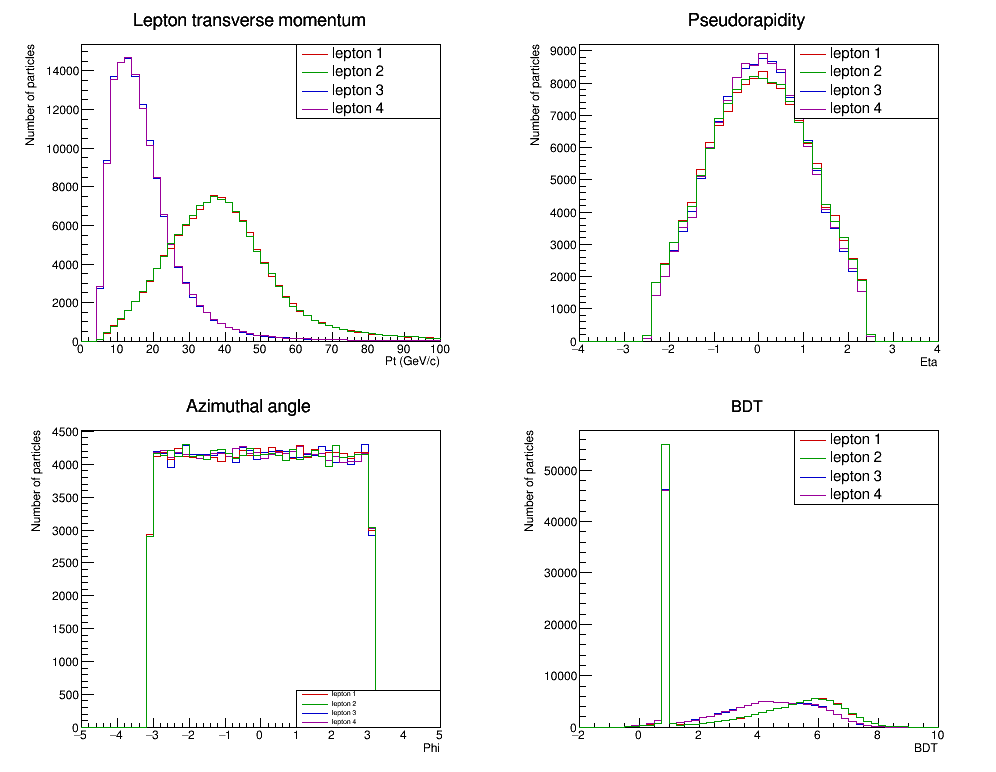 Lepton transverse momentum
Number of particles
14000
12000
10000
8000
6000
4000
2000
0
0 10 20 30 40 50 60 70 80 90 100
Pt (GeV/c)
lepton 1
lepton 2
lepton 3
lepton 4
Pseudorapidity
Number of particles
9000
8000
7000
6000
5000
4000
3000
2000
1000
0
−4 −3 −2 −1 0 1 2 3 4
Eta
lepton 1
lepton 2
lepton 3
lepton 4
Azimuthal angle
Number of particles
4500
4000
3500
3000
2500
2000
1500
1000
500
0
−5 −4 −3 −2 −1 0 1 2 3 4 5
Phi
lepton 1
lepton 2
lepton 3
lepton 4
BDT
Number of particles
50000
40000
30000
20000
10000
0
−2 0 2 4 6 8 10
BDT
lepton 1
lepton 2
lepton 3
lepton 4